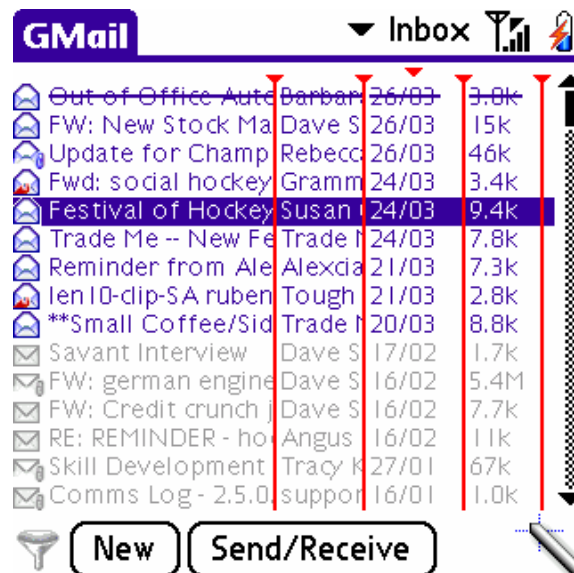 GMail Inbox
Out of Office Auto Barbar 26/03 3.0k
FW: New Stock Ma Dave S 26/03 15k
Update for Champ Rebecc 26/03 46k
Fwd: social hockey Gramm 24/03 3.4k
Festival of Hockey Susan 24/03 9.4k
Trade Me -- New Fe Trade 24/03 7.8k
Reminder from Ale Alexcia 21/03 7.3k
len10-clip-SA ruben Tough 21/03 2.8k
**Small Coffee/Sid Trade 20/03 8.8k
Savant Interview Dave S 17/02 1.7k
FW: german engine Dave S 16/02 5.4M
FW: Credit crunch j Dave S 16/02 7.7k
RE: REMINDER - ho Angus 16/02 11k
Skill Development Tracy K 27/01 67k
Comms Log - 2.5.0. suppor 16/01 1.0k
New Send/Receive